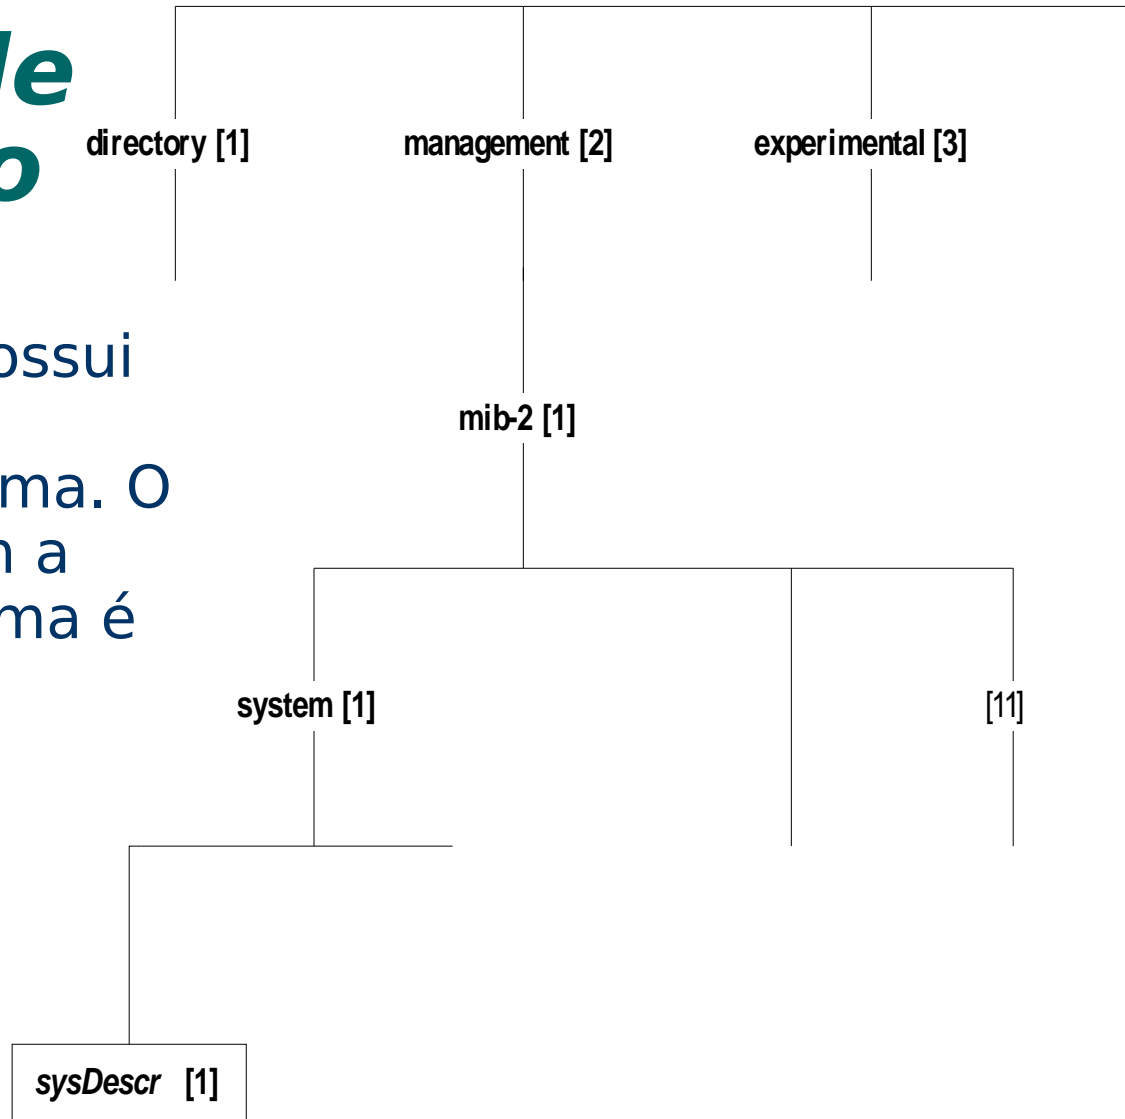 le
o
directory [1]
management [2]
experimental [3]
ossui
mib-2 [1]
ma. O
n a
ma é
system [1]
[11]
sysDescr [1]